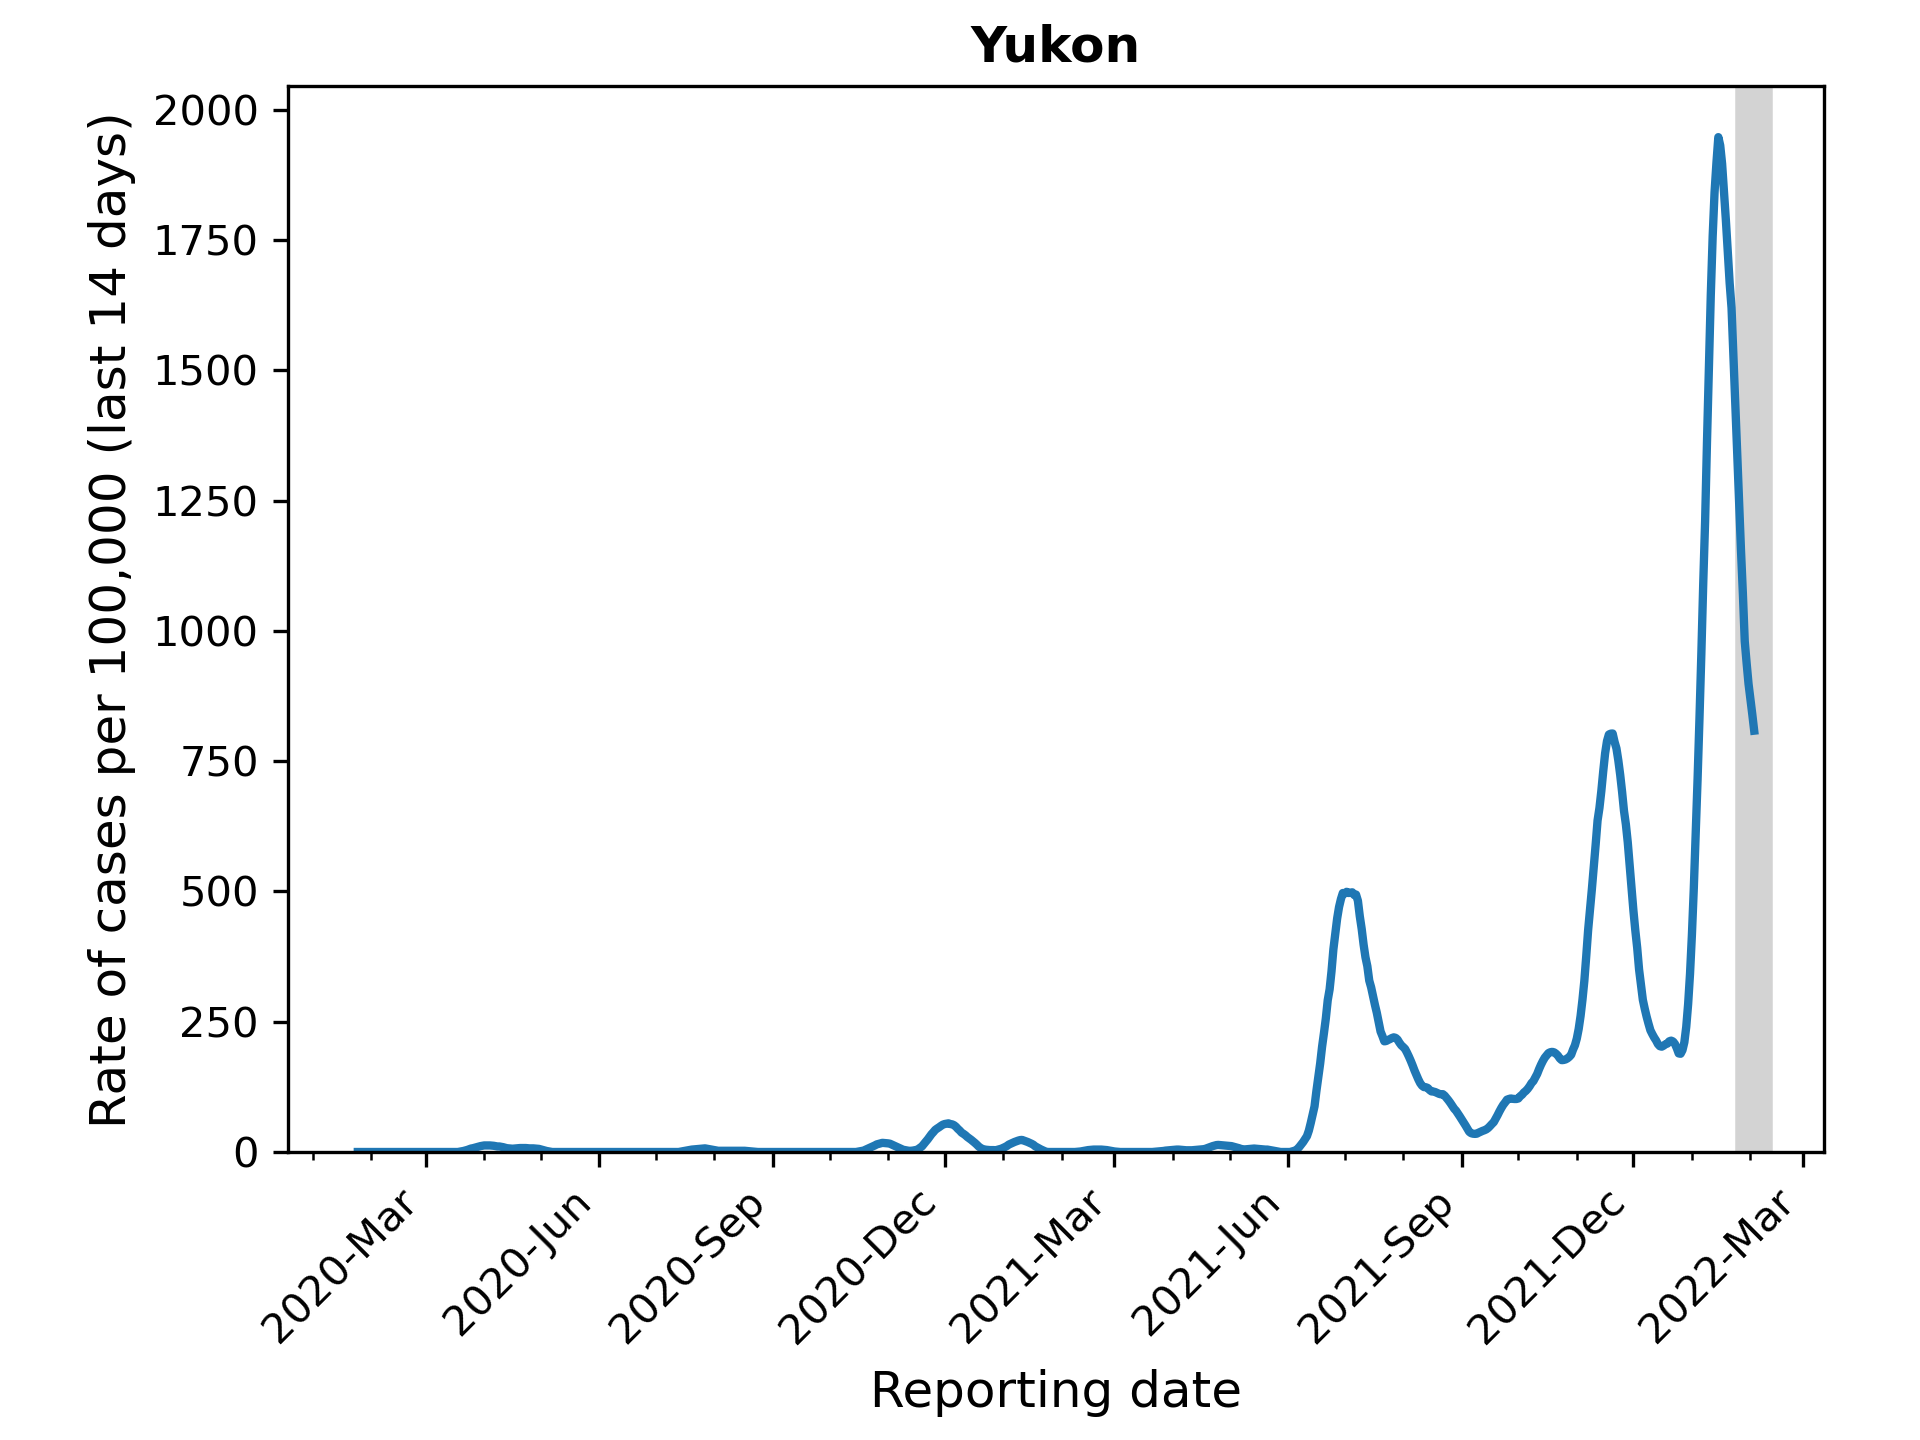 Yukon
Rate of cases per 100,000 (last 14 days)
2000
1750
1500
1250
1000
750
500
250
0
2020-Mar
2020-Jun
2020-Sep
2020-Dec
2021-Mar
2021-Jun
2021-Sep
2021-Dec
2022-Mar
Reporting date